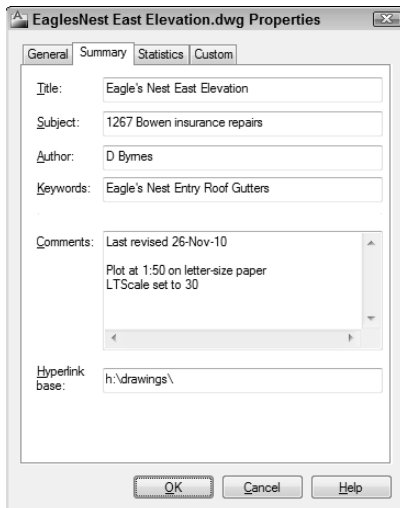 EaglesNest East Elevation.dwg Properties
General Summary Statistics Custom
Title: Eagle's Nest East Elevation
Subject: 1267 Bowen insurance repairs
Author: D Byrnes
Keywords: Eagle's Nest Entry Roof Gutters
Comments: Last revised 26-Nov-10
Plot at 1:50 on letter-size paper
LTScale set to 30
Hyperlink
base: h:\drawings\
OK Cancel Help